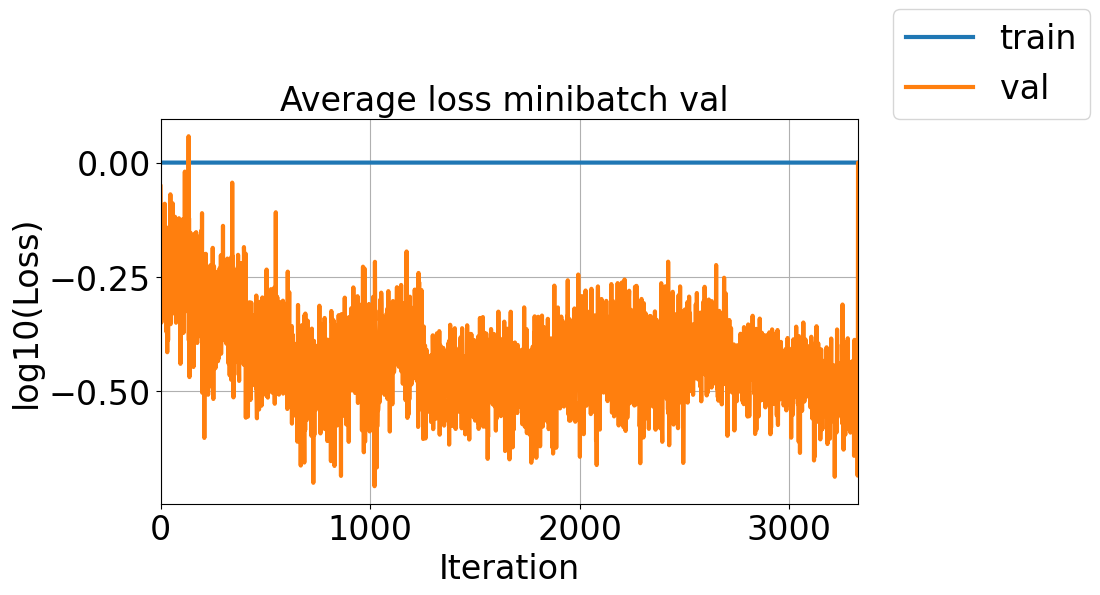 train
val
Average loss minibatch val
0.00
−0.25
−0.50
log10(Loss)
0 1000 2000 3000
Iteration